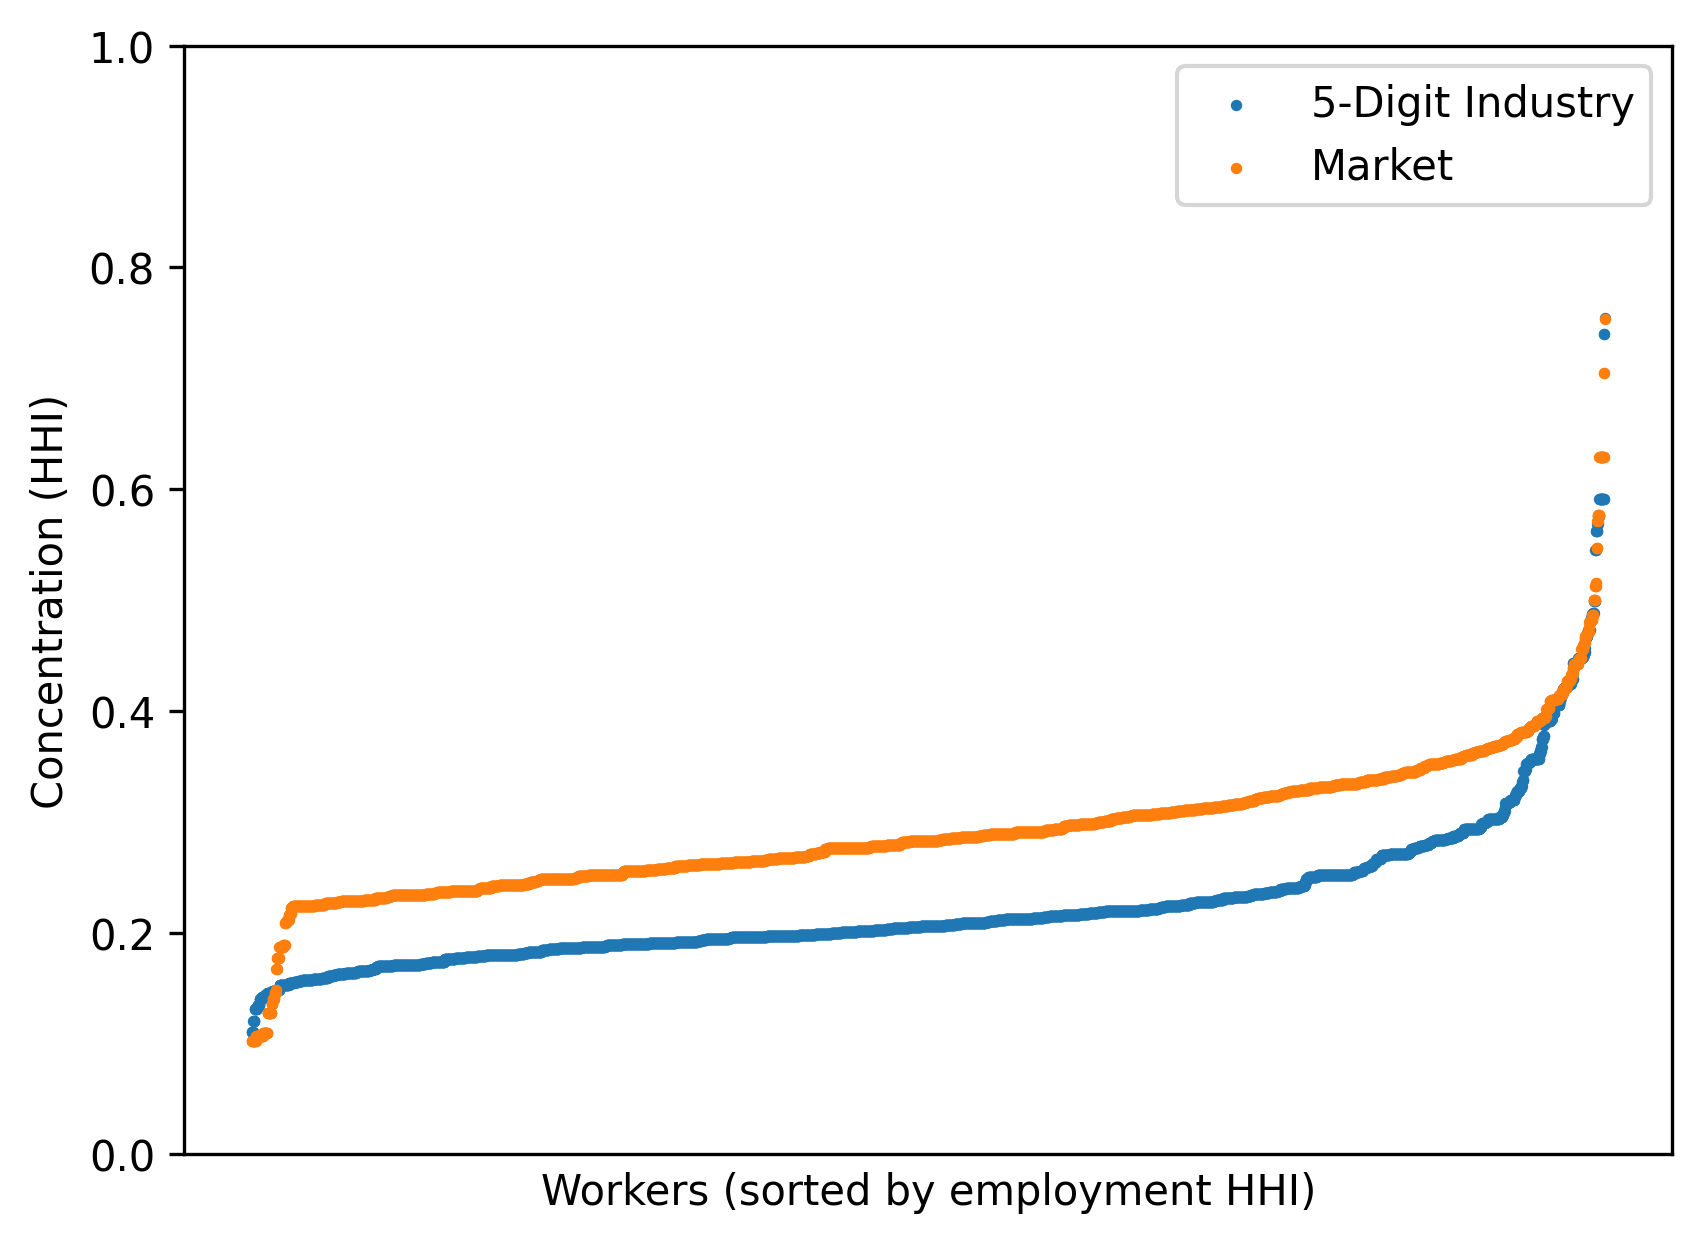 1.0
0.8
0.6
0.4
0.2
0.0
Concentration (HHI)
Workers (sorted by employment HHI)
5-Digit Industry
Market